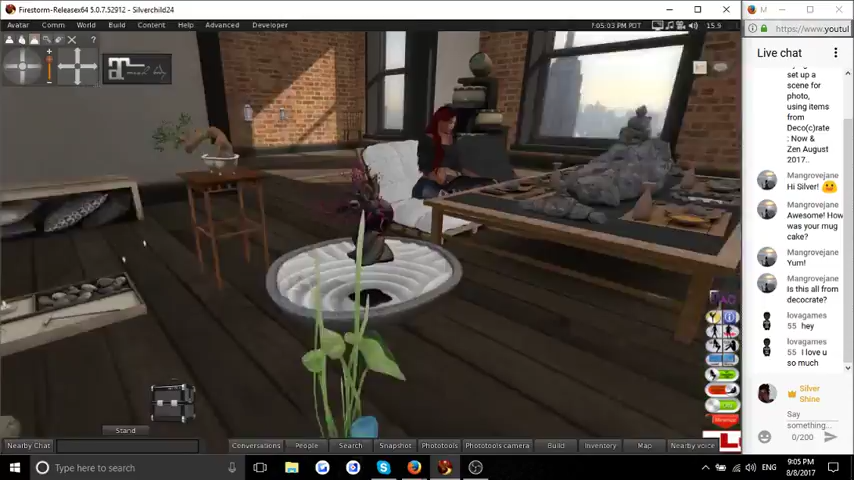 Firestorm-Releasex64 5.0.7.52912 - Silverchild24
Avatar Comm World Build Content Help Advanced Developer
7:05:03 PM PDT 15.9
Stand
Nearby Chat Conversations People Search Snapshot Phototools Phototools camera Build Inventory Map Nearby voice
https://www.youtul
Live chat
set up a
scene for
photo,
using items
from
Deco(c)rate
: Now &
Zen August
2017..
Mangrovejane
Hi Silver!
Mangrovejane
Awesome! How
was your mug
cake?
Mangrovejane
Yum!
Mangrovejane
Is this all from
decocrate?
lovagames
55 hey
lovagames
55 I love u
so much
Silver
Shine
Say
something...
0/200
Type here to search
ENG
9:05 PM
8/8/2017